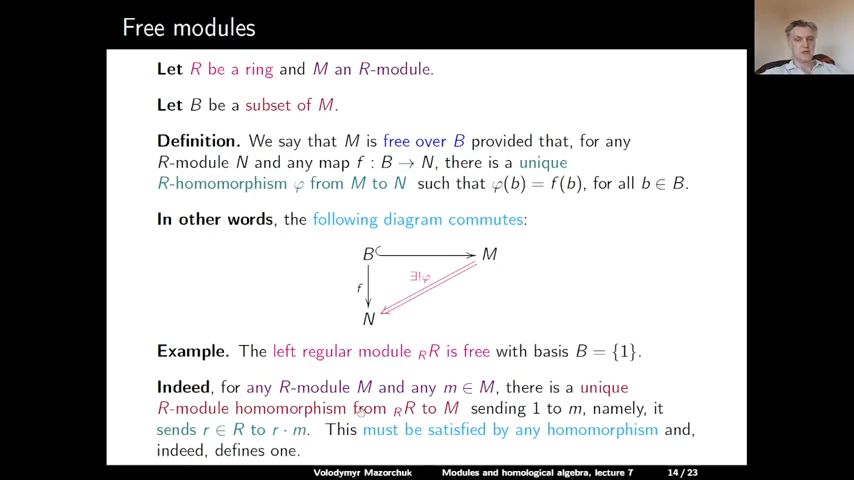 Free modules
Let R be a ring and M an R-module.
Let B be a subset of M.
Definition. We say that M is free over B provided that, for any
R-module N and any map f : B → N, there is a unique
R-homomorphism φ from M to N such that φ(b) = f(b), for all b ∈ B.
In other words, the following diagram commutes:
B M
∃!φ
f
N
Example. The left regular module RR is free with basis B = {1}.
Indeed, for any R-module M and any m ∈ M, there is a unique
R-module homomorphism from RR to M sending 1 to m, namely, it
sends r ∈ R to r · m. This must be satisfied by any homomorphism and,
indeed, defines one.
Volodymyr Mazorchuk Modules and homological algebra, lecture 7 14 / 23